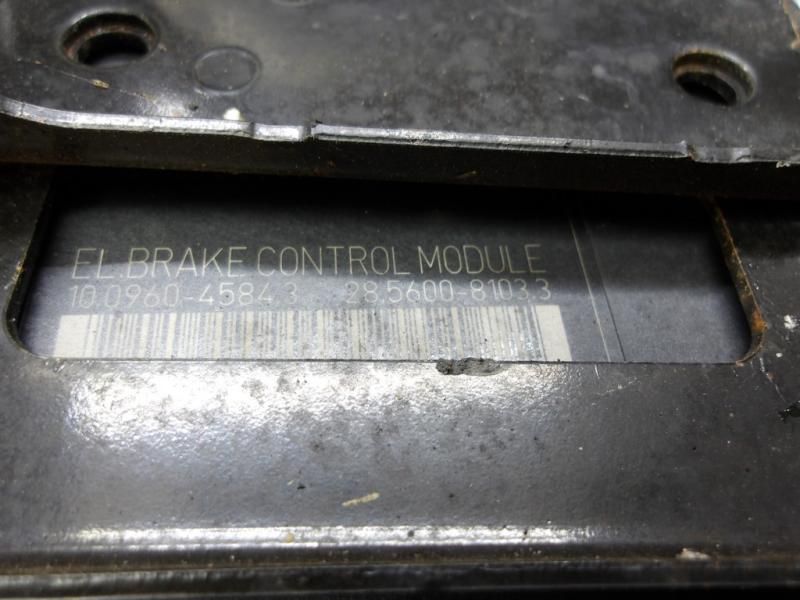 EL.BRAKE CONTROL MODULE
10.0960-4584.3 28.5600-8103.3